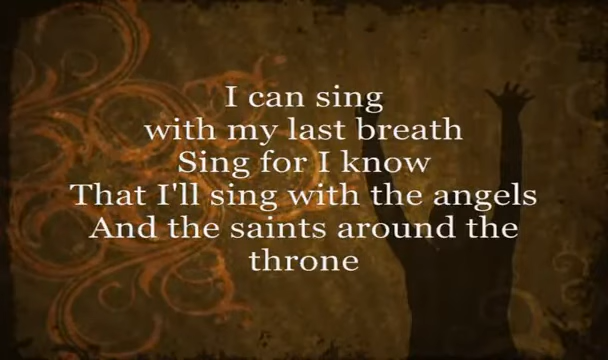 I can sing
with my last breath
Sing for I know
That I'll sing with the angels
And the saints around the
throne